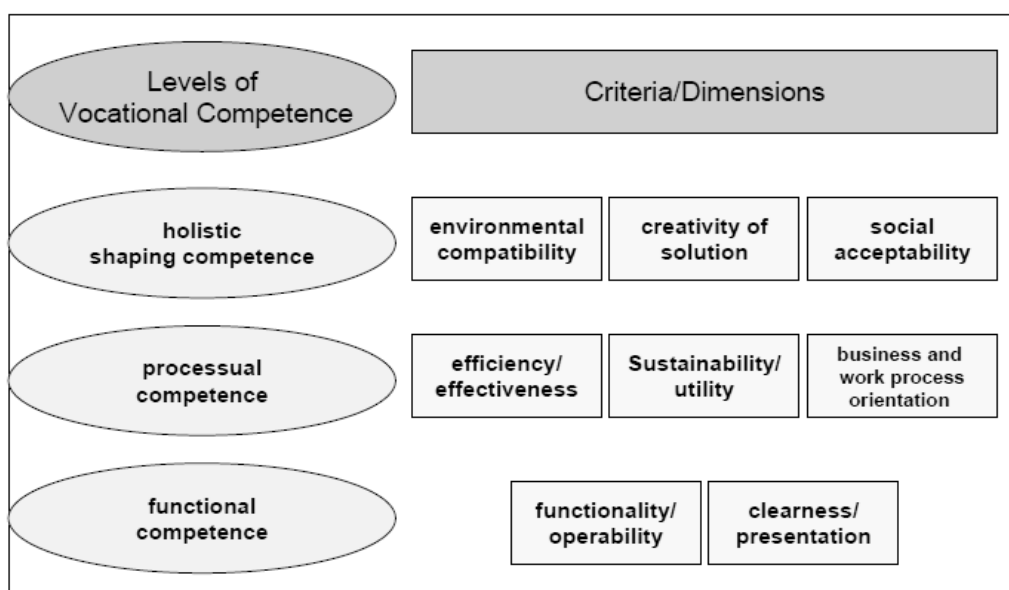 Levels of
Vocational Competence
Criteria/Dimensions
holistic
shaping competence
environmental
compatibility
creativity of
solution
social
acceptability
processual
competence
efficiency/
effectiveness
Sustainability/
utility
business and
work process
orientation
functional
competence
functionality/
operability
clearness/
presentation